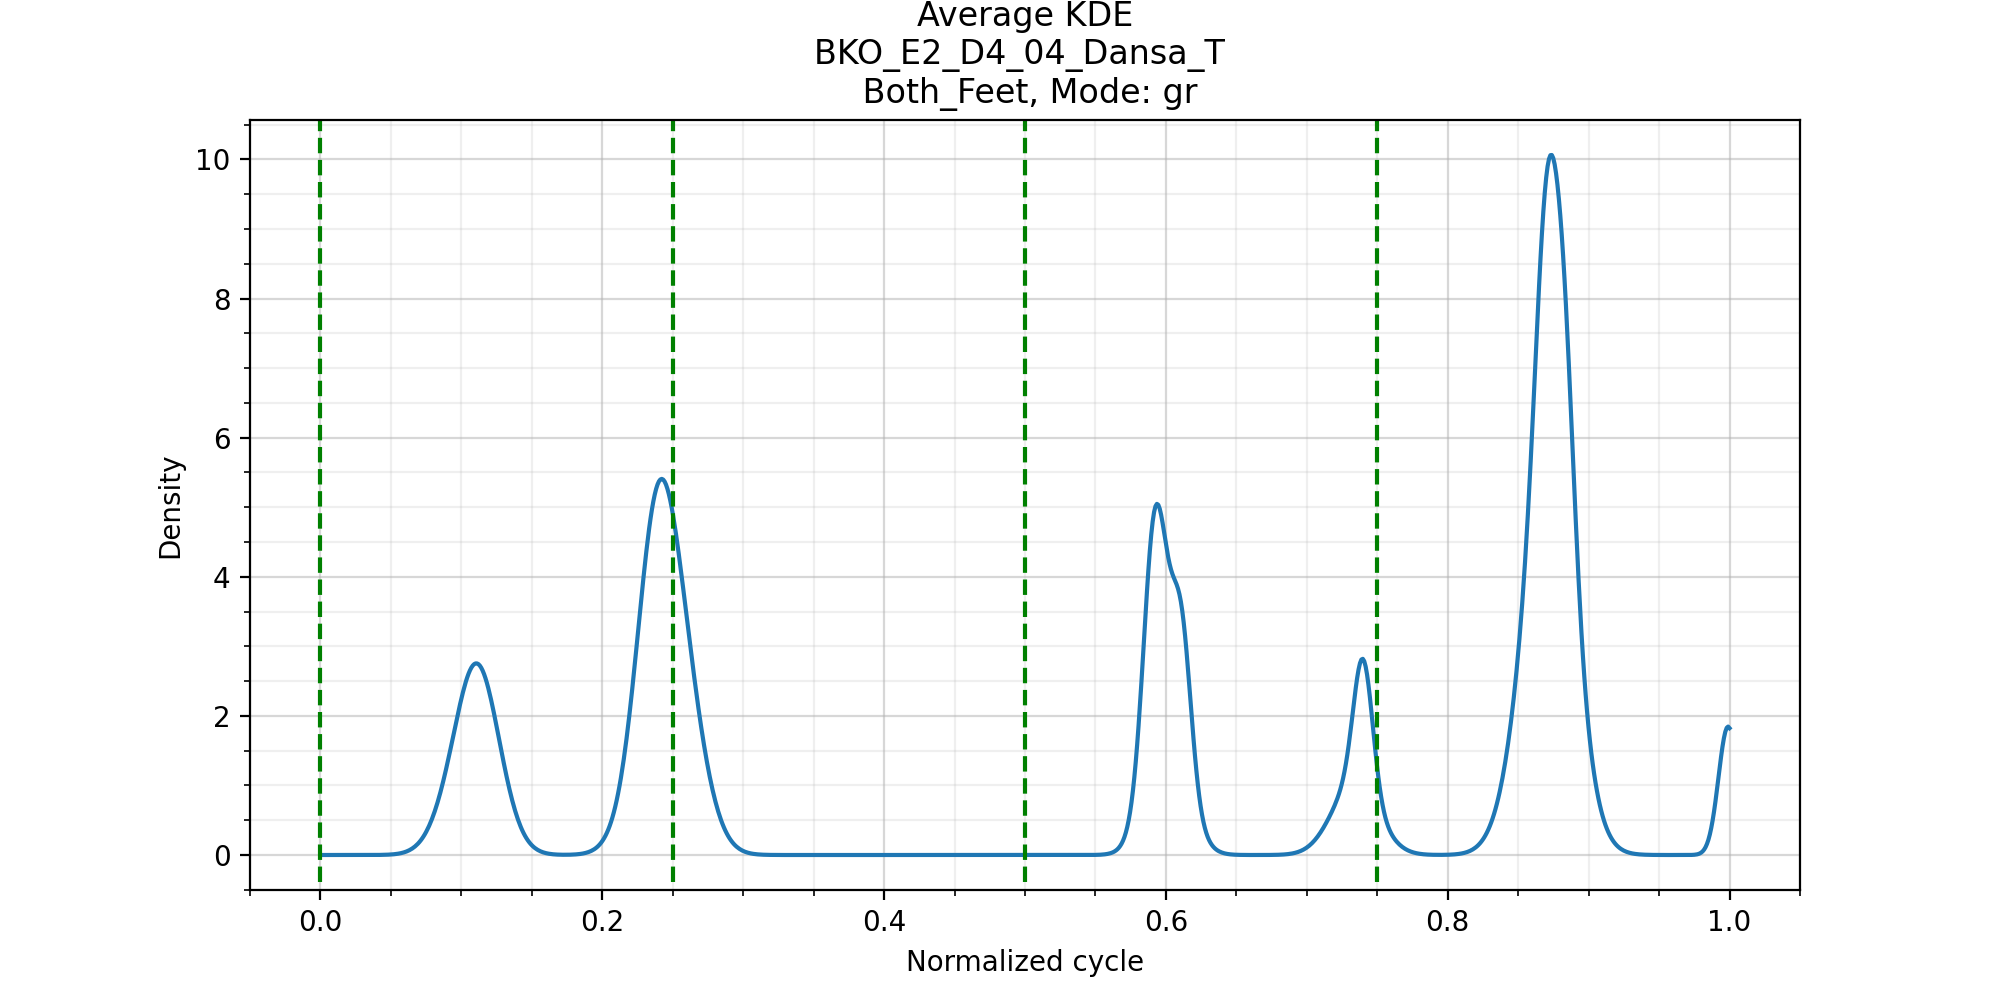 Average KDE
BKO_E2_D4_04_Dansa_T
Both_Feet, Mode: gr
10
8
6
4
2
0
Density
0.0 0.2 0.4 0.6 0.8 1.0
Normalized cycle